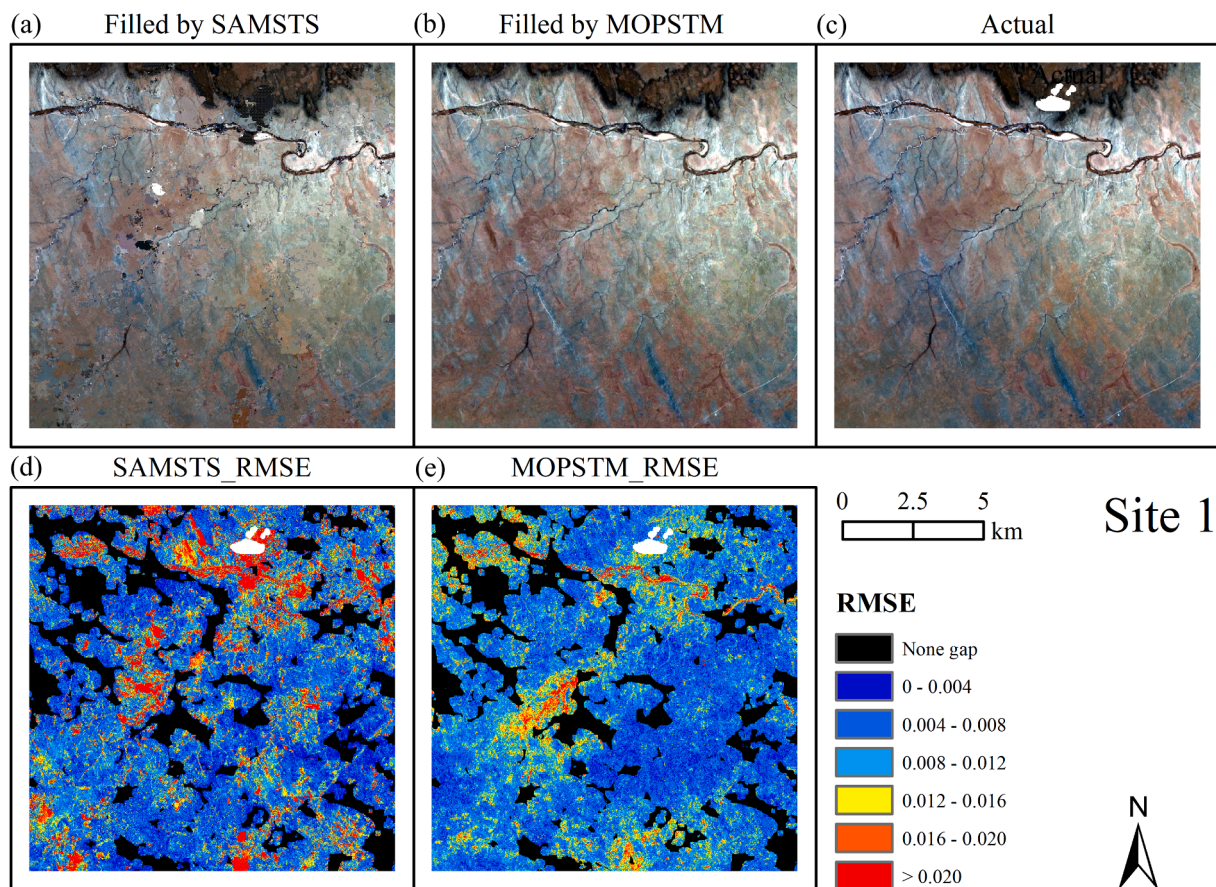 (a) Filled by SAMSTS
(b) Filled by MOPSTM
(c) Actual
Actual
(d) SAMSTS_RMSE
(e) MOPSTM_RMSE
0 2.5 5
km
Site 1
RMSE
None gap
0 - 0.004
0.004 - 0.008
0.008 - 0.012
0.012 - 0.016
0.016 - 0.020
> 0.020
N